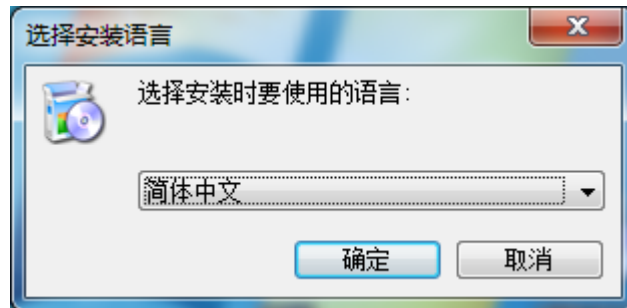 选择安装语言
选择安装时要使用的语言:
简体中文
确定
取消